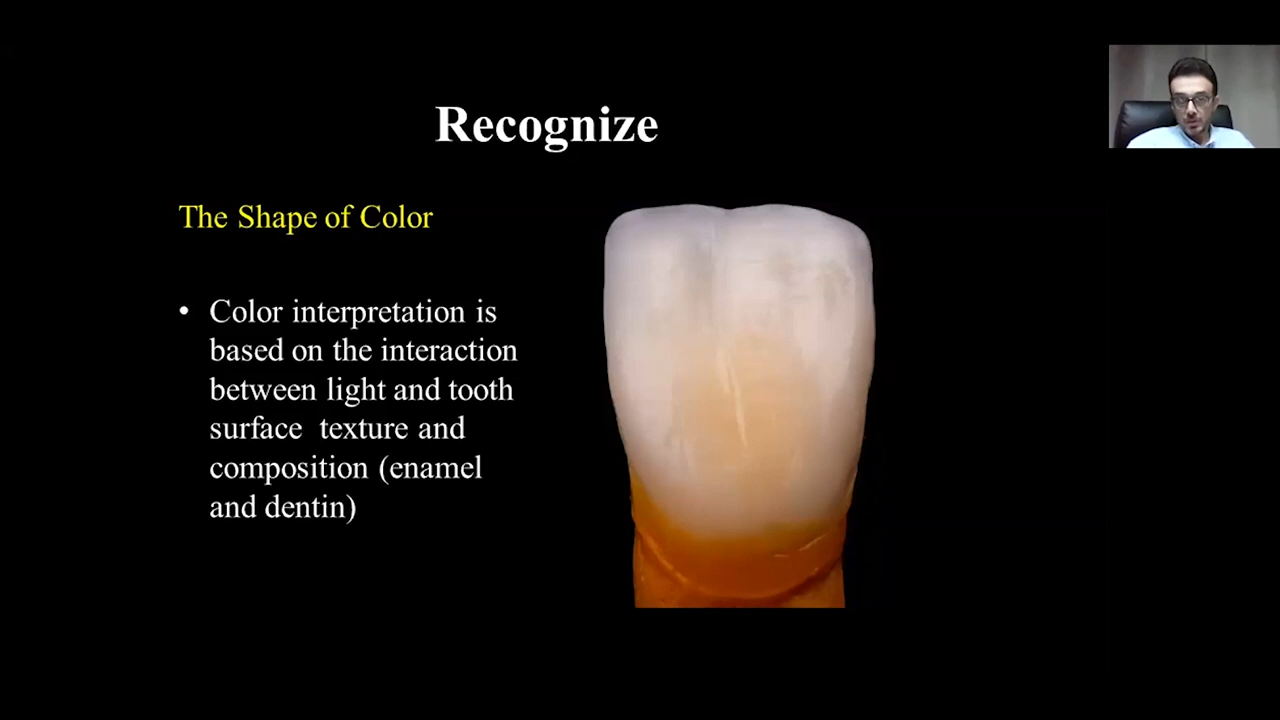 Recognize
The Shape of Color
• Color interpretation is
based on the interaction
between light and tooth
surface texture and
composition (enamel
and dentin)